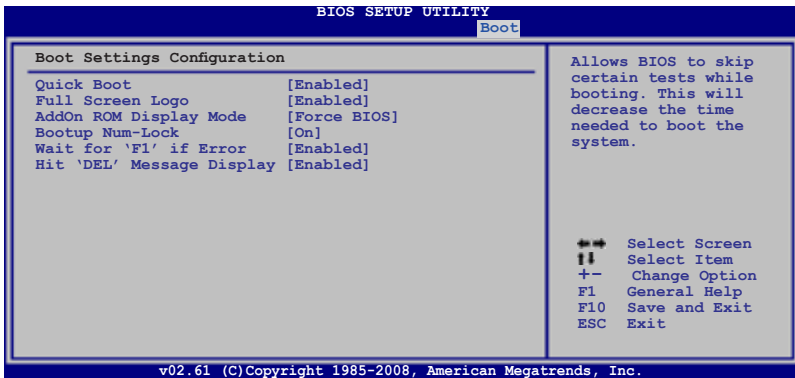 BIOS SETUP UTILITY
Boot
Boot Settings Configuration
Quick Boot [Enabled]
Full Screen Logo [Enabled]
AddOn ROM Display Mode [Force BIOS]
Bootup Num-Lock [On]
Wait for ‘F1’ if Error [Enabled]
Hit ‘DEL’ Message Display [Enabled]
Allows BIOS to skip
certain tests while
booting. This will
decrease the time
needed to boot the
system.
Select Screen
Select Item
+- Change Option
F1 General Help
F10 Save and Exit
ESC Exit
v02.61 (C)Copyright 1985-2008, American Megatrends, Inc.